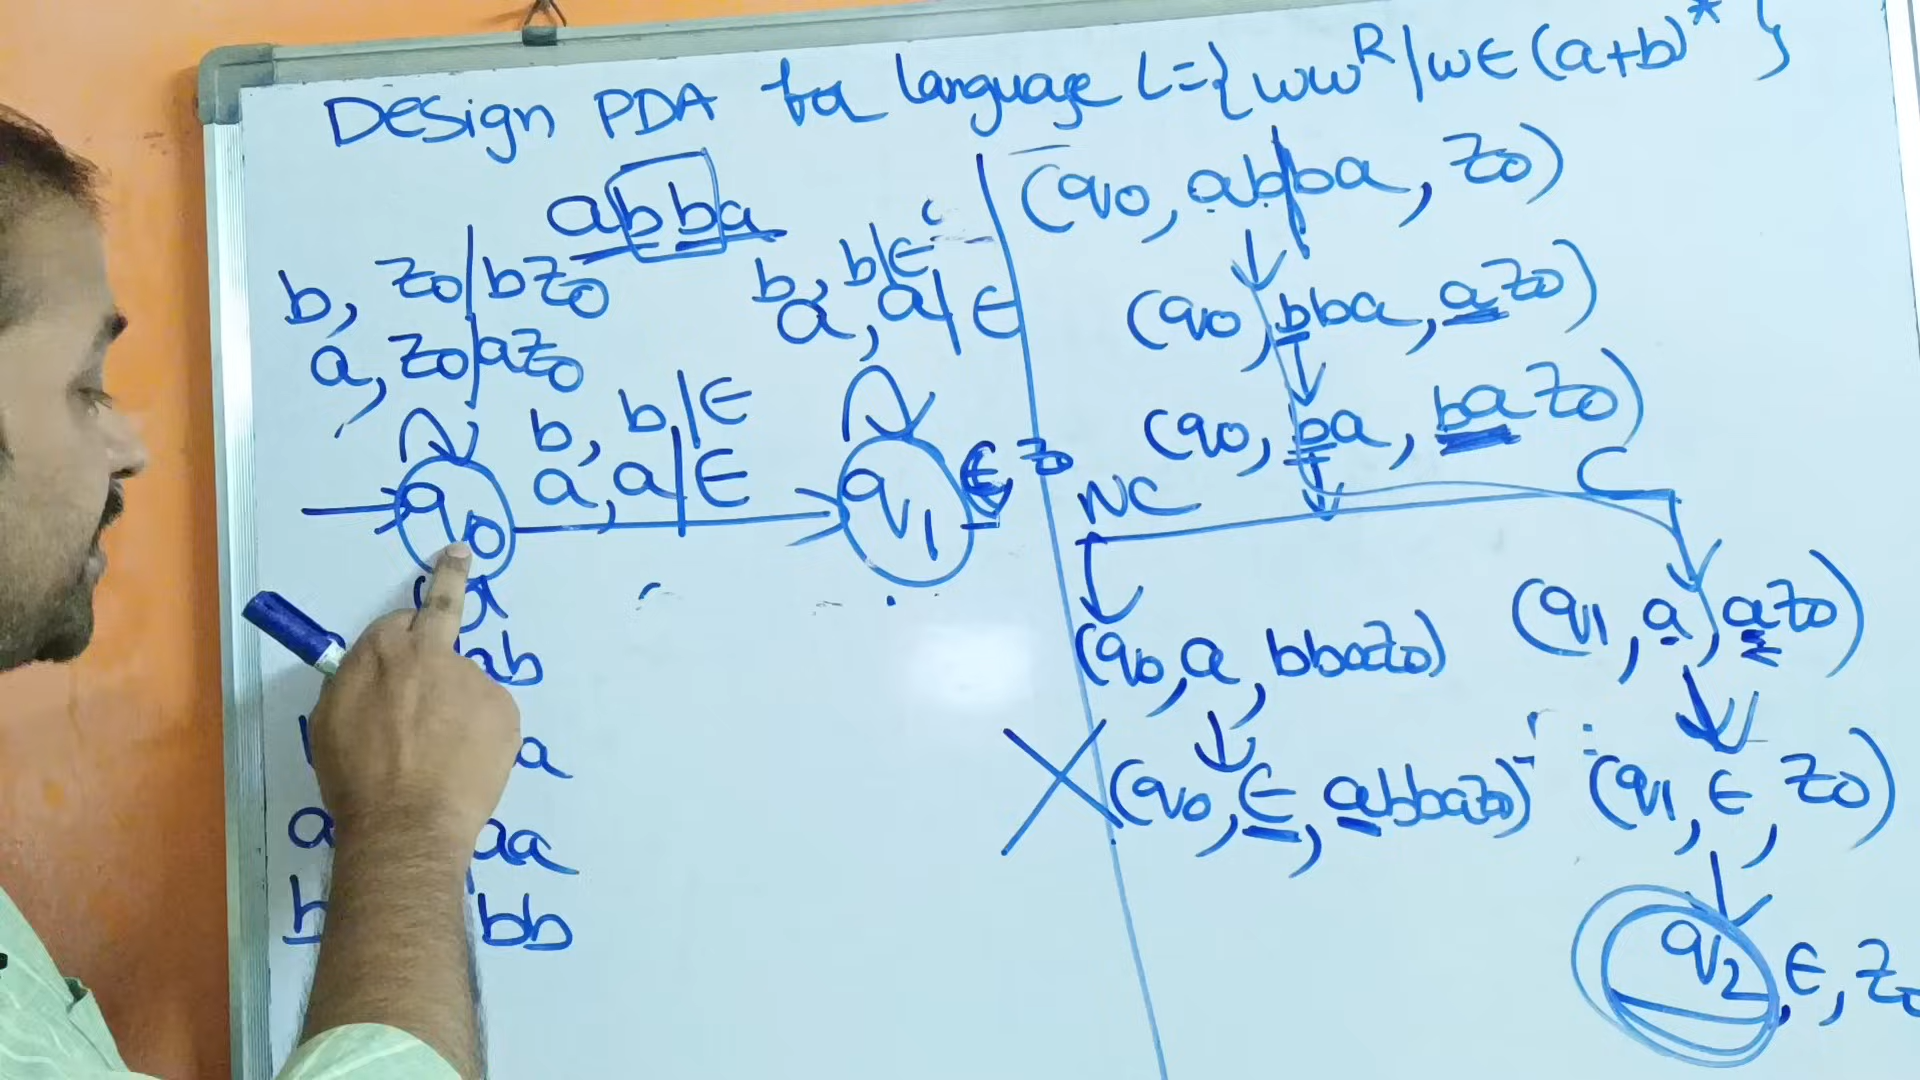 Design PDA for language L={ww^R|w∈(a+b)*}
abba
b, z0|bz0
a, z0|az0
b, b|∈
a, a|∈
b, b|∈
a, a|∈
q0
q1
∈, z0
ab
a
a aa
b bb
(q0, abba, z0)
(q0, bba, az0)
(q0, ba, baz0)
NC C
(q0, a, bbaz0) (q1, a, az0)
(q0, ∈, abbaz0) (q1, ∈, z0)
q2, ∈, z0